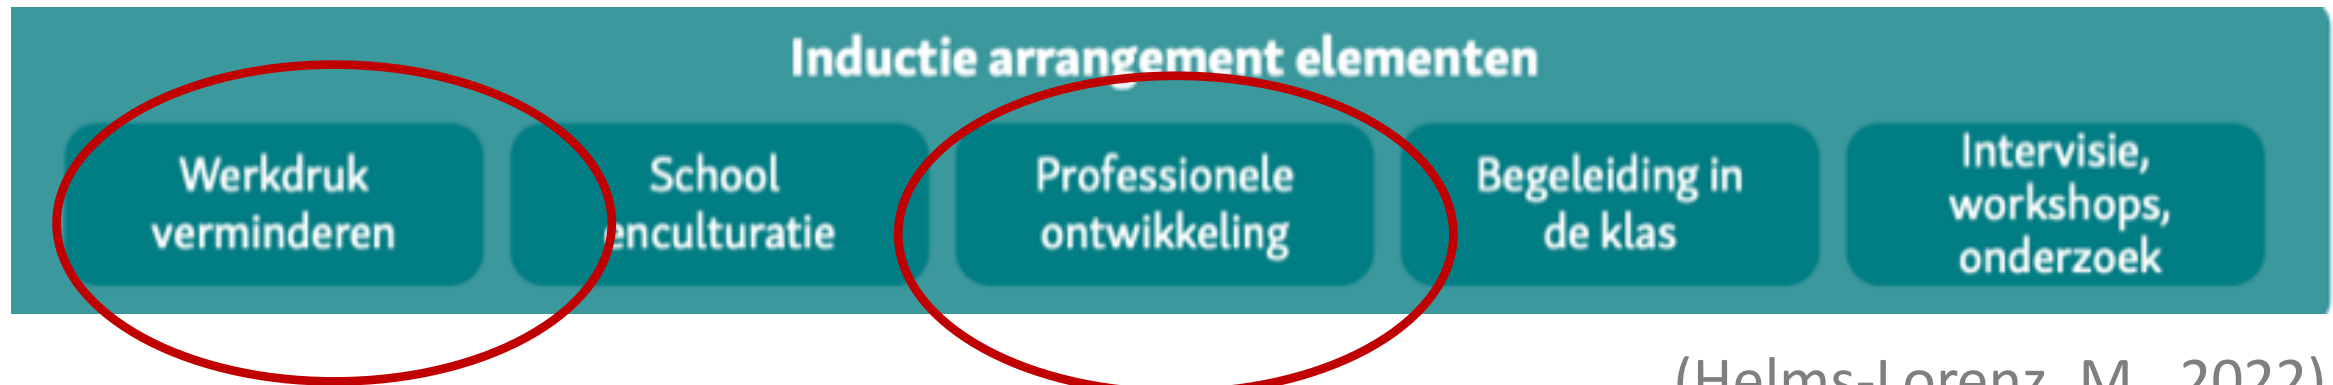 Inductie arrangement elementen
Werkdruk
verminderen
School
enculturatie
Professionele
ontwikkeling
Begeleiding in
de klas
Intervisie,
workshops,
onderzoek
(Helms-Lorenz, M., 2022)